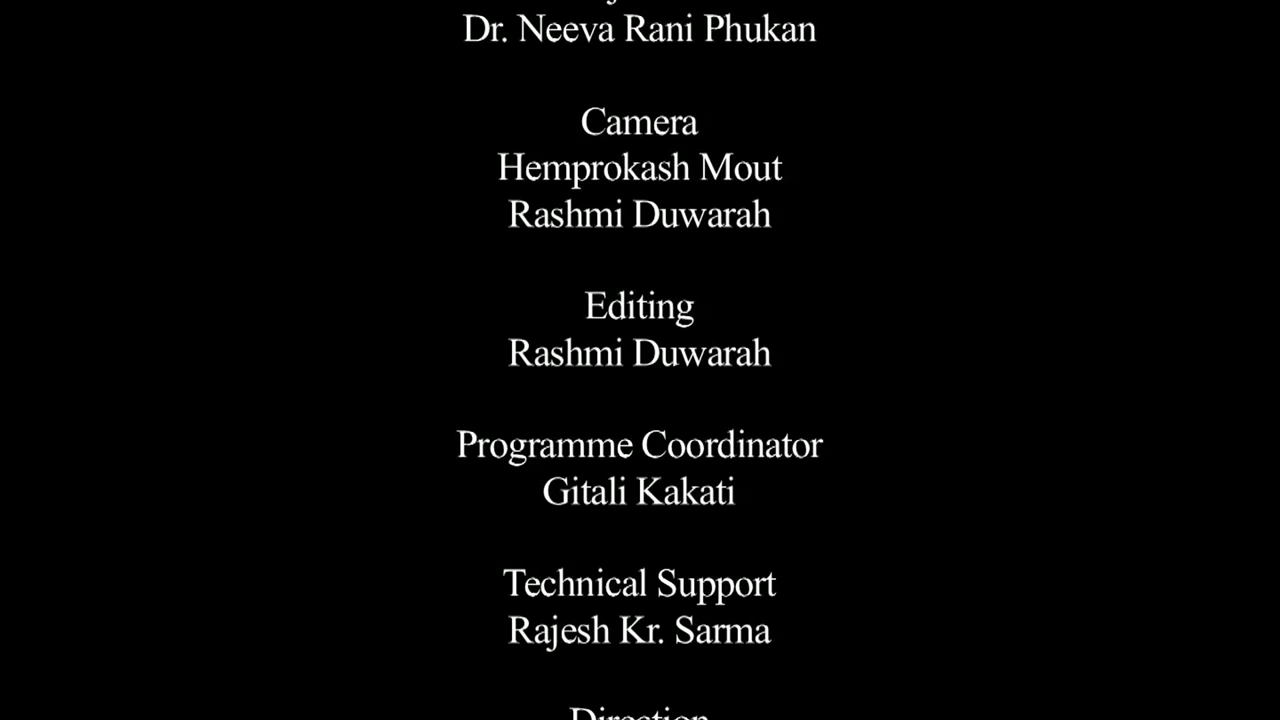 Dr. Neeva Rani Phukan
Camera
Hemprokash Mout
Rashmi Duwarah
Editing
Rashmi Duwarah
Programme Coordinator
Gitali Kakati
Technical Support
Rajesh Kr. Sarma
Direction